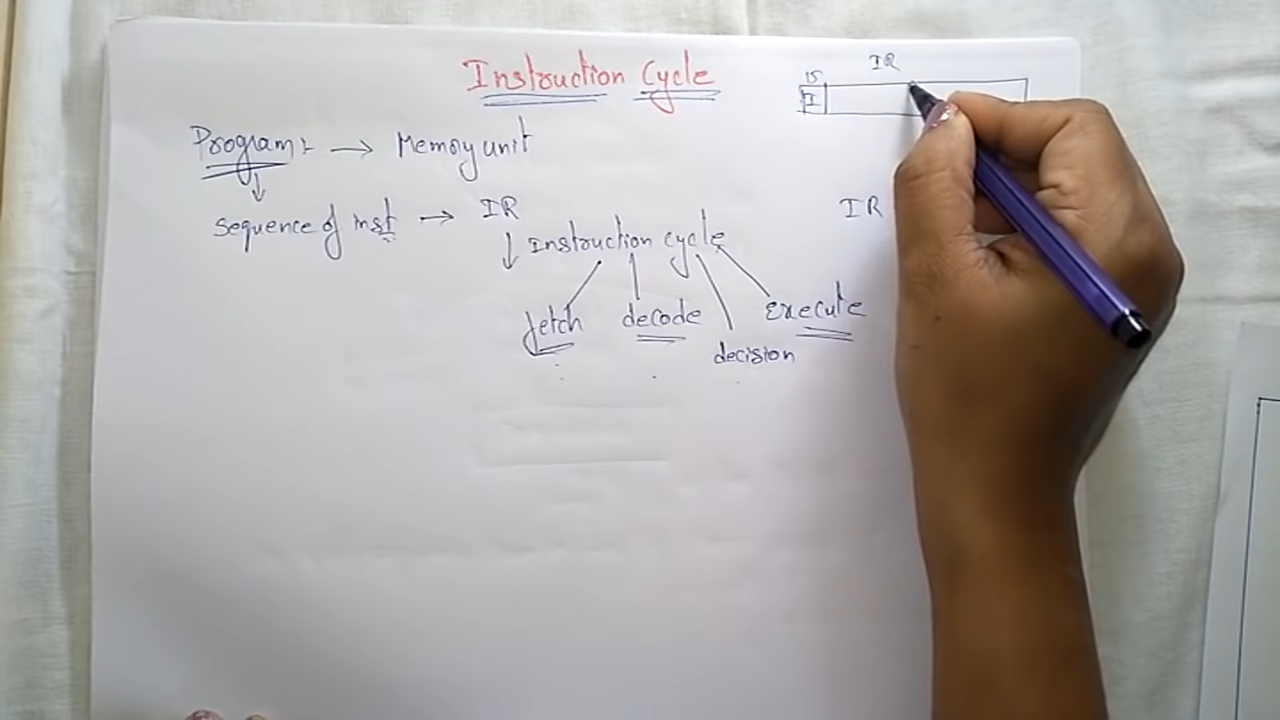 Instruction Cycle
IR
15
I
Program:- → Memory unit
↓
sequence of inst → IR
IR
↓ Instruction cycle
fetch decode Execute
decision